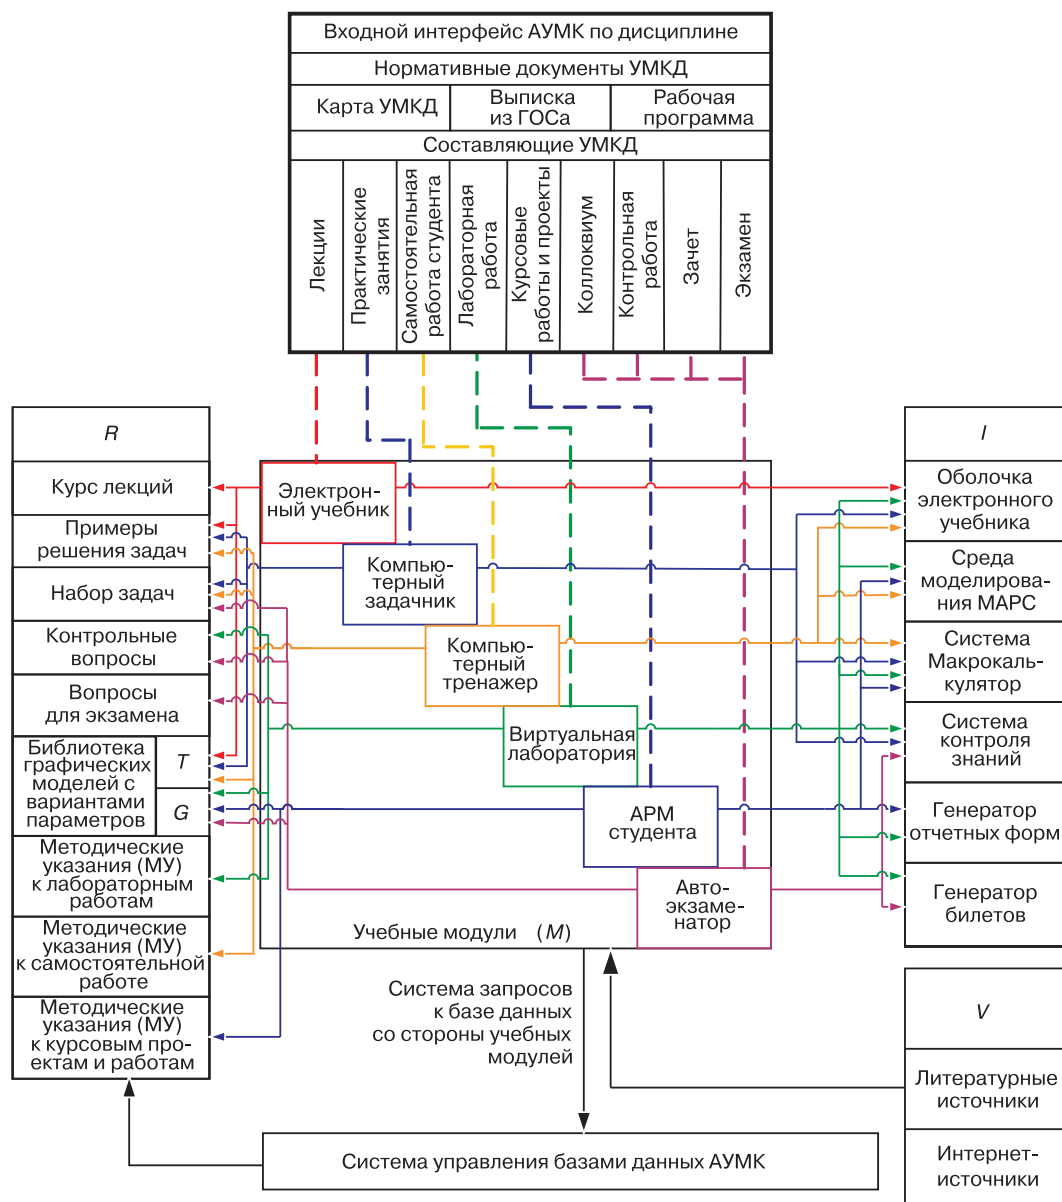 Входной интерфейс АУМК по дисциплине
Нормативные документы УМКД
Карта УМКД
Выписка
из ГОСа
Рабочая
программа
Составляющие УМКД
Лекции
Практические
занятия
Самостоятельная
работа студента
Лабораторная
работа
Курсовые
работы и проекты
Коллоквиум
Контрольная
работа
Зачет
Экзамен
R
Курс лекций
Примеры
решения задач
Набор задач
Контрольные
вопросы
Вопросы
для экзамена
Библиотека
графических
моделей с
вариантами
параметров
T
G
Методические
указания (МУ)
к лабораторным
работам
Методические
указания (МУ)
к самостоятельной
работе
Методические
указания (МУ)
к курсовым про-
ектам и работам
Электрон-
ный учебник
Компью-
терный
задачник
Компью-
терный
тренажер
Виртуальная
лаборатория
АРМ
студента
Авто-
экзаме-
натор
Учебные модули (M)
I
Оболочка
электронного
учебника
Среда
моделирова-
ния МАРС
Система
Макрокаль-
кулятор
Система
контроля
знаний
Генератор
отчетных форм
Генератор
билетов
V
Литературные
источники
Интернет-
источники
Система запросов
к базе данных
со стороны учебных
модулей
Система управления базами данных АУМК